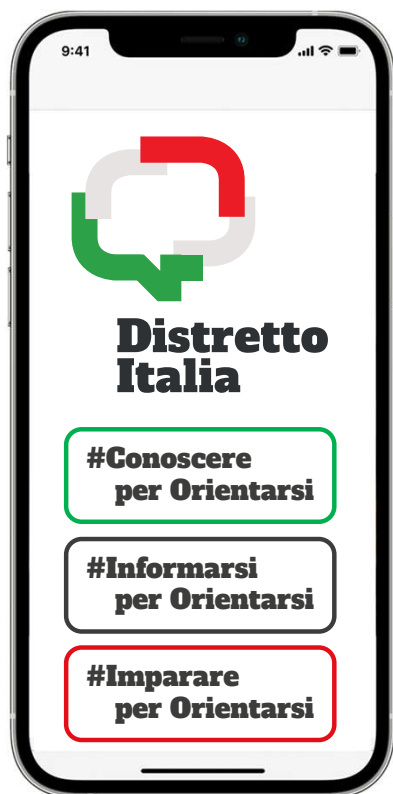 9:41
Distretto
Italia
#Conoscere
per Orientarsi
#Informarsi
per Orientarsi
#Imparare
per Orientarsi